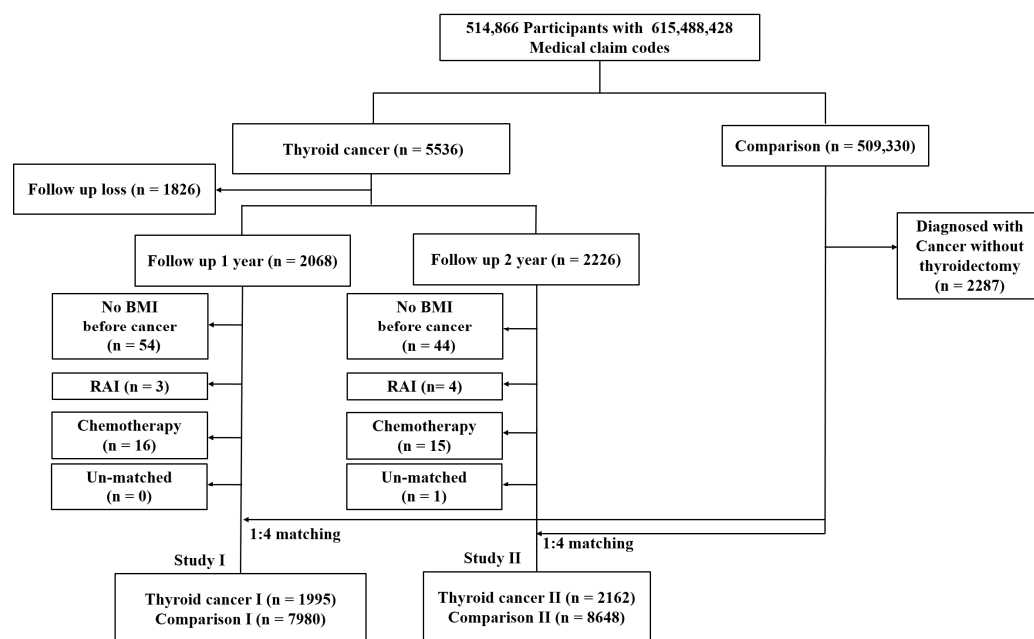 514,866 Participants with 615,488,428
Medical claim codes
Thyroid cancer (n = 5536)
Comparison (n = 509,330)
Follow up loss (n = 1826)
Diagnosed with
Cancer without
thyroidectomy
(n = 2287)
Follow up 1 year (n = 2068)
Follow up 2 year (n = 2226)
No BMI
before cancer
(n = 54)
No BMI
before cancer
(n = 44)
RAI (n = 3)
RAI (n= 4)
Chemotherapy
(n = 16)
Chemotherapy
(n = 15)
Un-matched
(n = 0)
Un-matched
(n = 1)
1:4 matching
1:4 matching
Study I
Study II
Thyroid cancer I (n = 1995)
Comparison I (n = 7980)
Thyroid cancer II (n = 2162)
Comparison II (n = 8648)